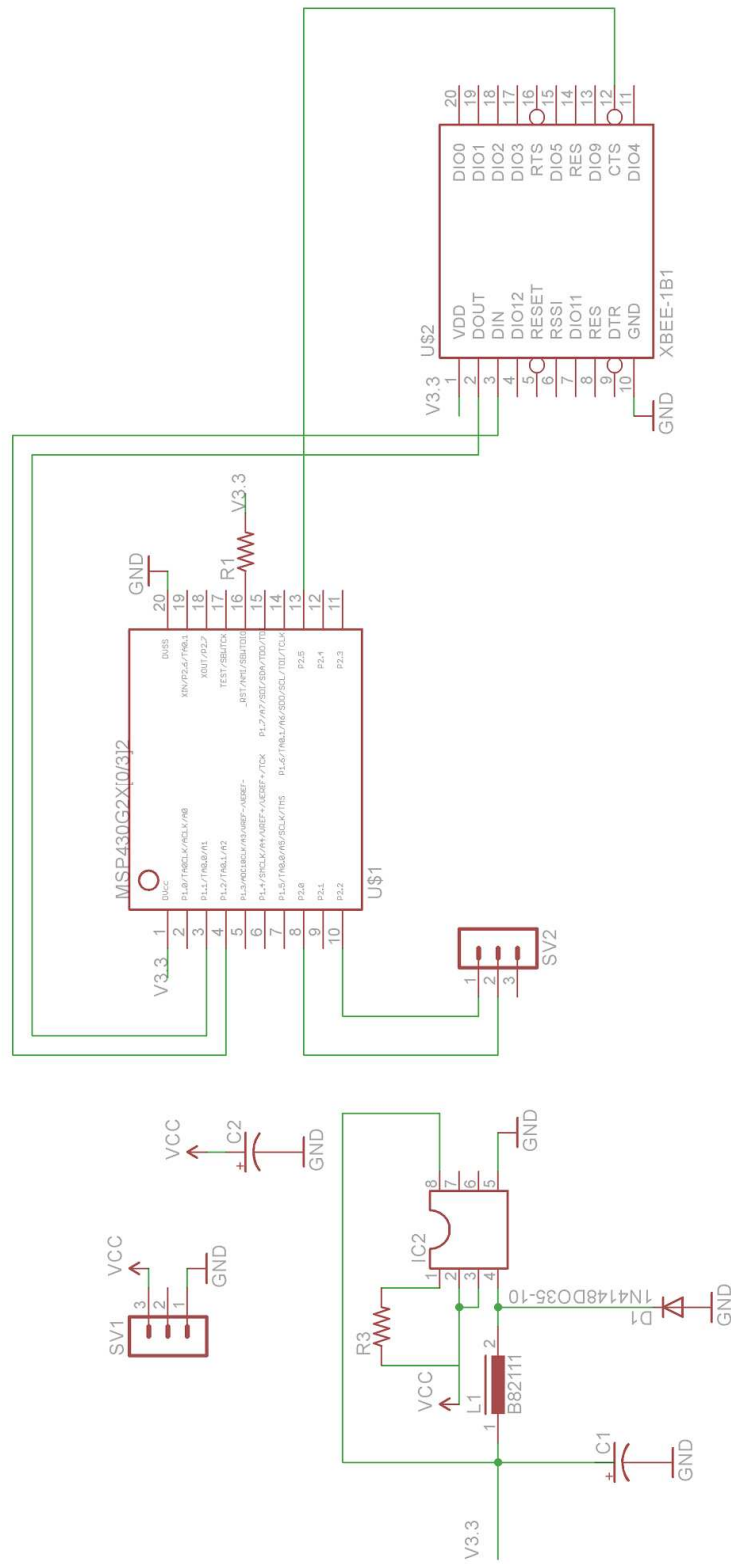 SV1
3
2
1
VCC
GND
VCC
C2
+
GND
V3.3
C1
+
GND
L1
B82111
1
2
VCC
R3
IC2
1
2
3
4
8
7
6
5
GND
D1
1N4148DO35-10
GND
MSP430G2X[0/3]2
U$1
V3.3
1
2
3
4
5
6
7
8
9
10
DVCC
P1.0/TA0CLK/ACLK/A0
P1.1/TA0.0/A1
P1.2/TA0.1/A2
P1.3/ADC10CLK/A3/VREF-/VEREF-
P1.4/SMCLK/A4/VREF+/VEREF+/TCK
P1.5/TA0.0/A5/SCLK/TMS
P2.0
P2.1
P2.2
DVSS
XIN/P2.6/TA0.1
XOUT/P2.7
TEST/SBWTCK
_RST/NMI/SBWTDIO
P1.7/A7/SDI/SDA/TDO/TDI
P1.6/TA0.1/A6/SDO/SCL/TDI/TCLK
P2.5
P2.4
P2.3
20
19
18
17
16
15
14
13
12
11
GND
R1
V3.3
SV2
1
2
3
U$2
XBEE-1B1
V3.3
1
2
3
4
5
6
7
8
9
10
GND
VDD
DOUT
DIN
DIO12
RESET
RSSI
DIO11
RES
DTR
GND
DIO0
DIO1
DIO2
DIO3
RTS
DIO5
RES
DIO9
CTS
DIO4
20
19
18
17
16
15
14
13
12
11